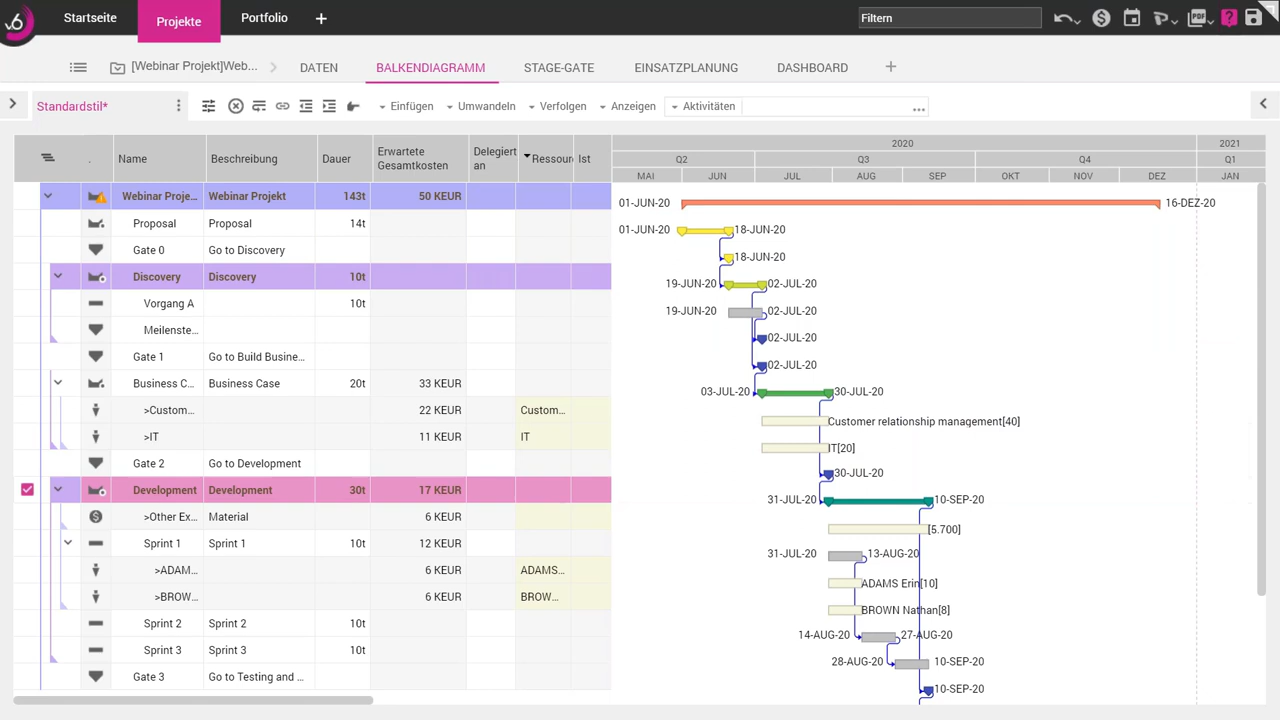 v6 Startseite Projekte Portfolio + Filtern
[Webinar Projekt]Web... DATEN BALKENDIAGRAMM STAGE-GATE EINSATZPLANUNG DASHBOARD +
Standardstil* Einfügen Umwandeln Verfolgen Anzeigen Aktivitäten ...
. Name Beschreibung Dauer Erwartete Gesamtkosten Delegiert an Ressour Ist
2020 2021
Q2 Q3 Q4 Q1
MAI JUN JUL AUG SEP OKT NOV DEZ JAN
Webinar Proje... Webinar Projekt 143t 50 KEUR 01-JUN-20 16-DEZ-20
Proposal Proposal 14t 01-JUN-20 18-JUN-20
Gate 0 Go to Discovery 18-JUN-20
Discovery Discovery 10t 19-JUN-20 02-JUL-20
Vorgang A 10t 19-JUN-20 02-JUL-20
Meilenste... 02-JUL-20
Gate 1 Go to Build Busine... 02-JUL-20
Business C... Business Case 20t 33 KEUR 03-JUL-20 30-JUL-20
>Custom... 22 KEUR Custom... Customer relationship management[40]
>IT 11 KEUR IT IT[20]
Gate 2 Go to Development 30-JUL-20
Development Development 30t 17 KEUR 31-JUL-20 10-SEP-20
>Other Ex... Material 6 KEUR [5.700]
Sprint 1 Sprint 1 10t 12 KEUR 31-JUL-20 13-AUG-20
>ADAM... 6 KEUR ADAMS... ADAMS Erin[10]
>BROW... 6 KEUR BROW... BROWN Nathan[8]
Sprint 2 Sprint 2 10t 14-AUG-20 27-AUG-20
Sprint 3 Sprint 3 10t 28-AUG-20 10-SEP-20
Gate 3 Go to Testing and ... 10-SEP-20